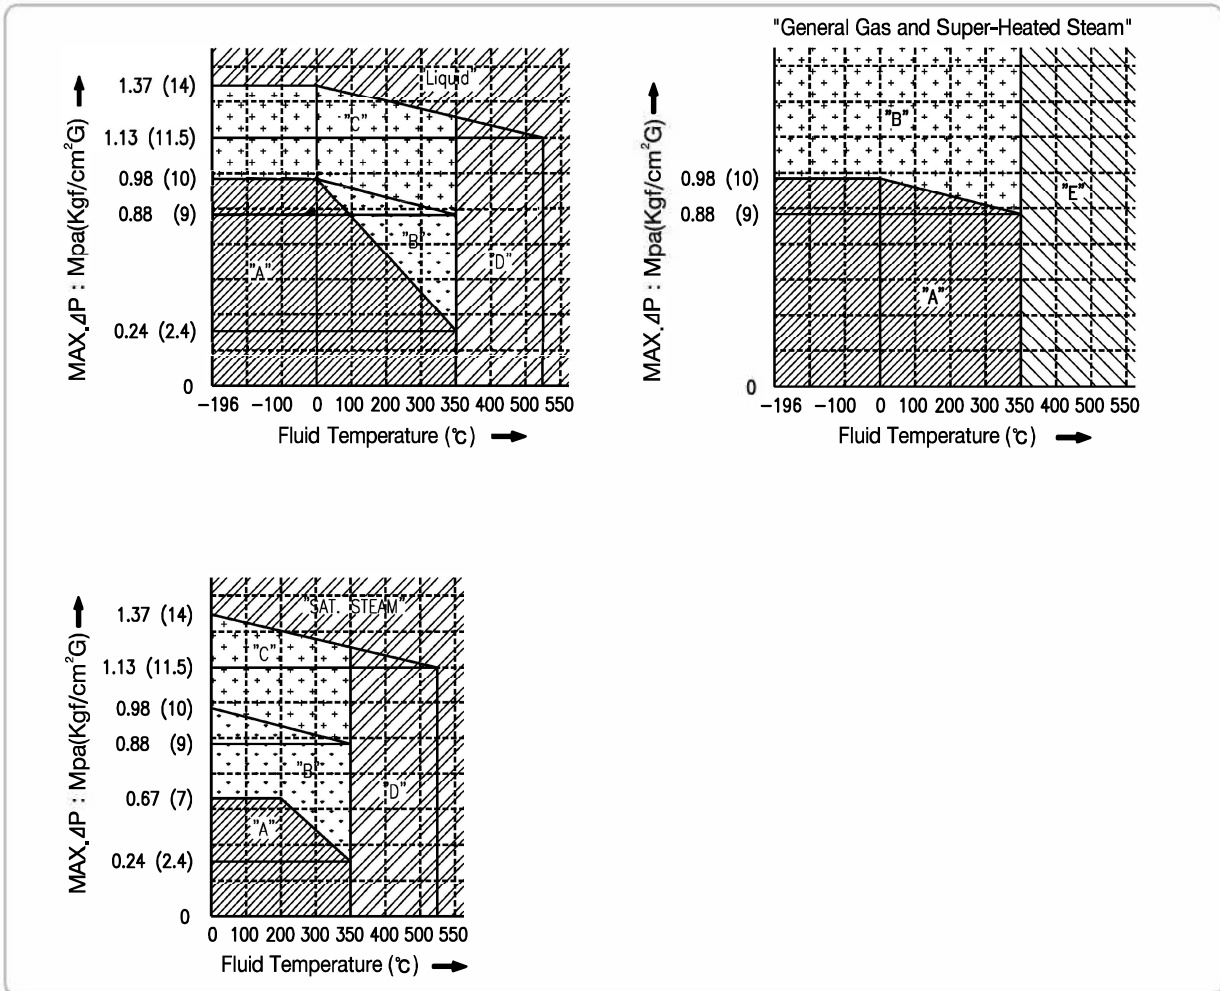 "General Gas and Super-Heated Steam"
MAX.ΔP : Mpa(Kgf/cm²G)
1.37 (14)
1.13 (11.5)
0.98 (10)
0.88 (9)
0.24 (2.4)
0
Liquid"
"C"
"B"
"A"
"D"
-196 -100 0 100 200 300 350 400 500 550
Fluid Temperature (℃)
MAX.ΔP : Mpa(Kgf/cm²G)
0.98 (10)
0.88 (9)
0
"B"
"E"
"A"
-196 -100 0 100 200 300 350 400 500 550
Fluid Temperature (℃)
MAX.ΔP : Mpa(Kgf/cm²G)
1.37 (14)
1.13 (11.5)
0.98 (10)
0.88 (9)
0.67 (7)
0.24 (2.4)
0
"SAT. STEAM"
"C"
"B"
"D"
"A"
0 100 200 300 350 400 500 550
Fluid Temperature (℃)